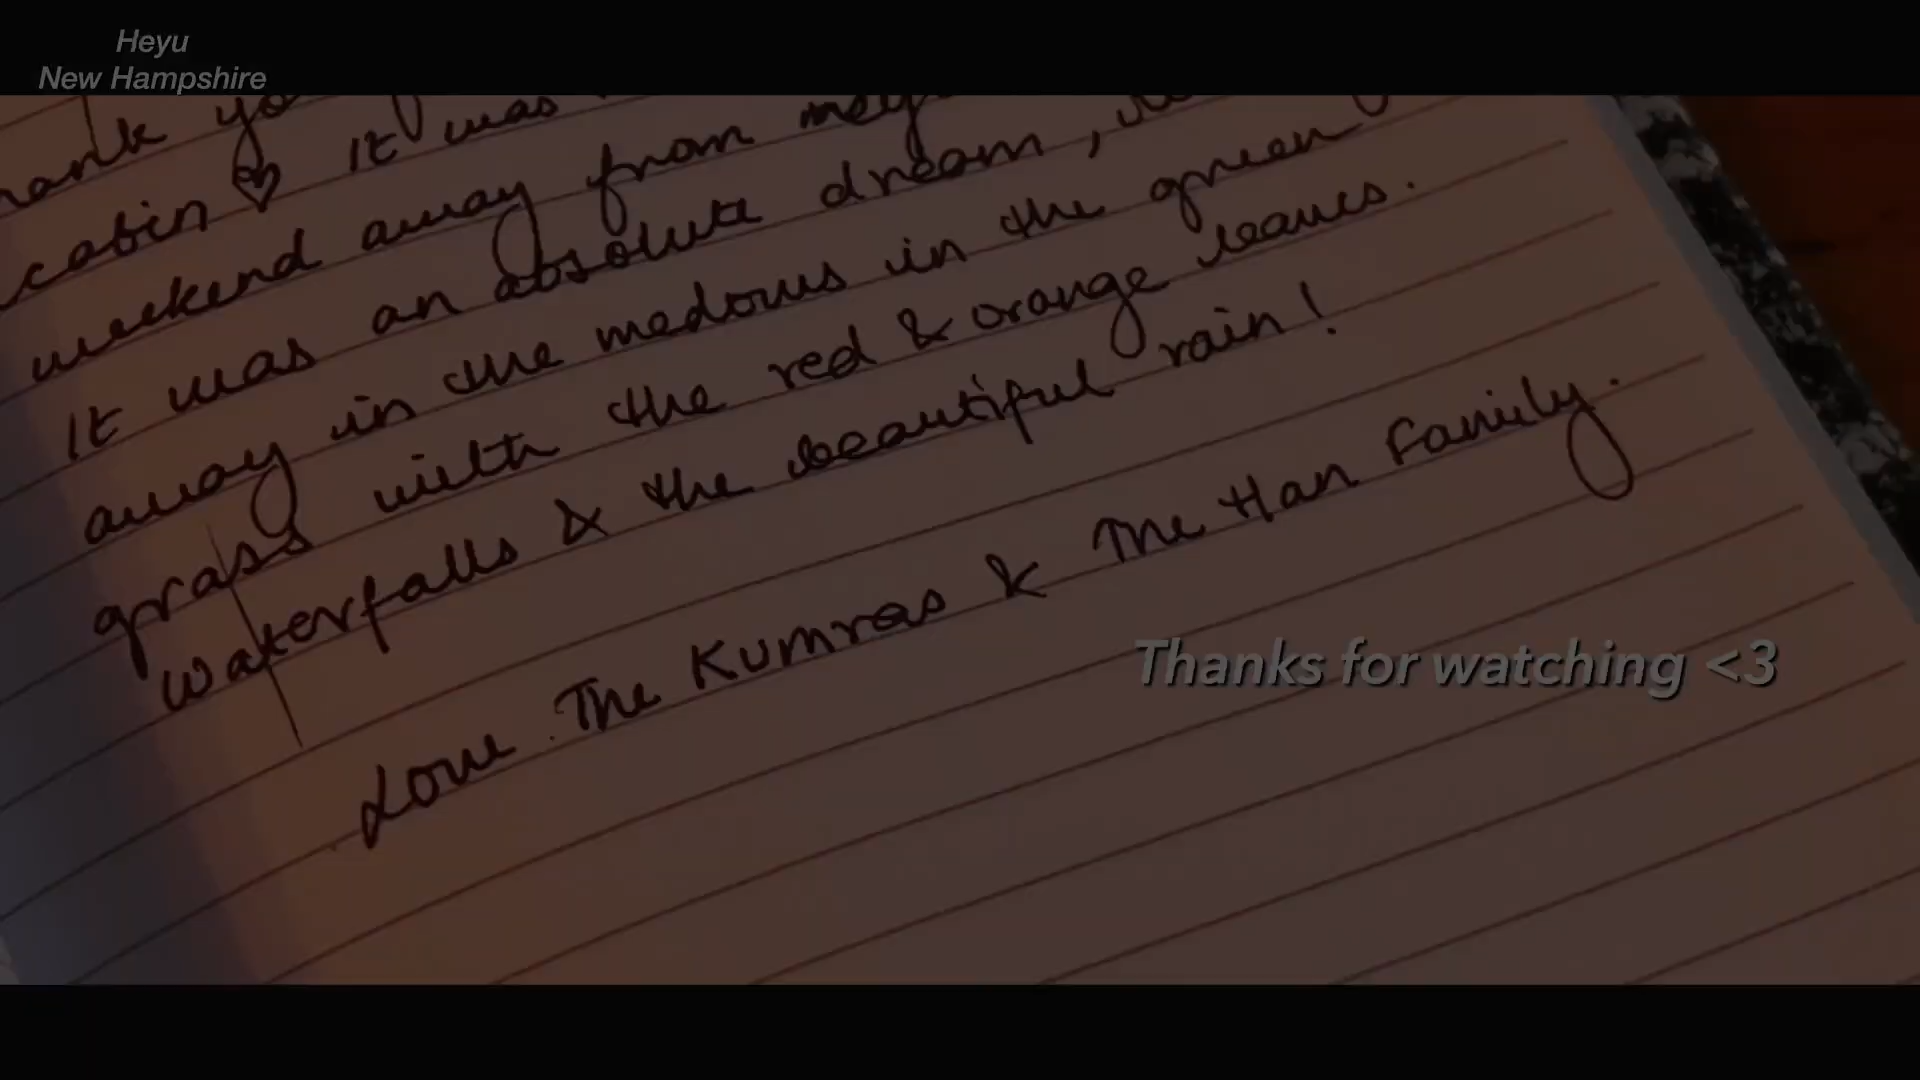 Heyu
New Hampshire
cabin it was
weekend away from
It was an absolute dream,
away in the medows in the green
grass with the red & orange leaves.
waterfalls & the beautiful rain!
Love The Kumras & The Han Family.
Thanks for watching <3